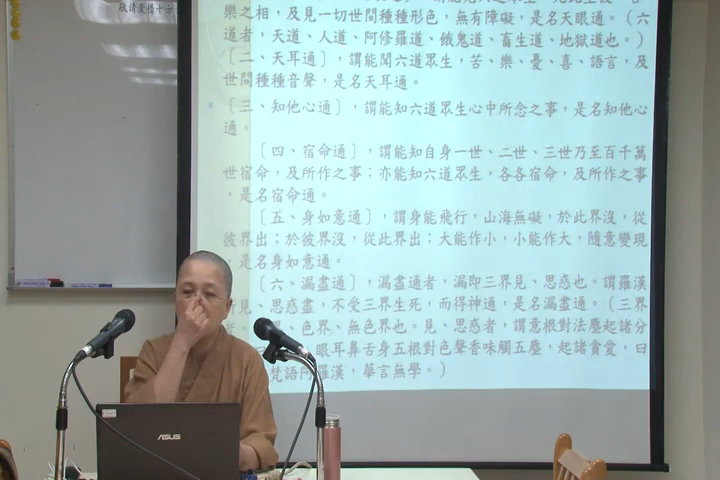 敬請愛惜十方
樂之相，及見一切世間種種形色，無有障礙，是名天眼通。（六
道者，天道、人道、阿修羅道、餓鬼道、畜生道、地獄道也。）
〔二、天耳通〕，謂能聞六道眾生，苦、樂、憂、喜、語言，及
世間種種音聲，是名天耳通。
〔三、知他心通〕，謂能知六道眾生心中所念之事，是名知他心
通。
〔四、宿命通〕，謂能知自身一世、二世、三世乃至百千萬
世宿命，及所作之事；亦能知六道眾生，各各宿命，及所作之事
，是名宿命通。
〔五、身如意通〕，謂身能飛行，山海無礙，於此界沒，從
彼界出；於彼界沒，從此界出；大能作小，小能作大，隨意變現
，是名身如意通。
〔六、漏盡通〕，漏盡通者，漏即三界見、思惑也。謂羅漢
見、思惑盡，不受三界生死，而得神通，是名漏盡通。（三界
、色界、無色界也。見、思惑者，謂意根對法塵起諸分
眼耳鼻舌身五根對色聲香味觸五塵，起諸貪愛，曰
梵語阿羅漢，華言無學。）
ASUS